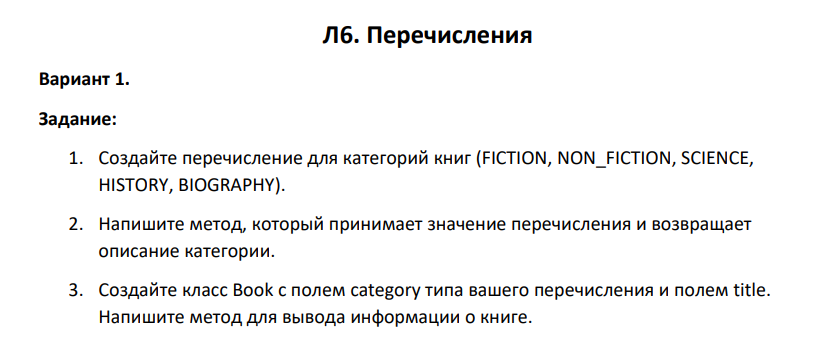 Л6. Перечисления
Вариант 1.
Задание:
1. Создайте перечисление для категорий книг (FICTION, NON_FICTION, SCIENCE,
HISTORY, BIOGRAPHY).
2. Напишите метод, который принимает значение перечисления и возвращает
описание категории.
3. Создайте класс Book с полем category типа вашего перечисления и полем title.
Напишите метод для вывода информации о книге.